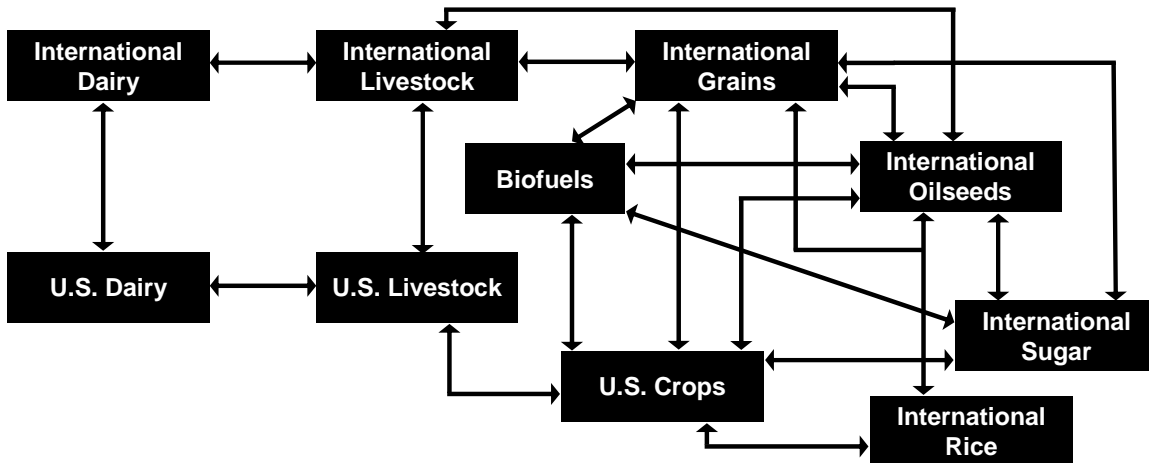 International
Dairy
International
Livestock
International
Grains
Biofuels
International
Oilseeds
U.S. Dairy
U.S. Livestock
International
Sugar
U.S. Crops
International
Rice